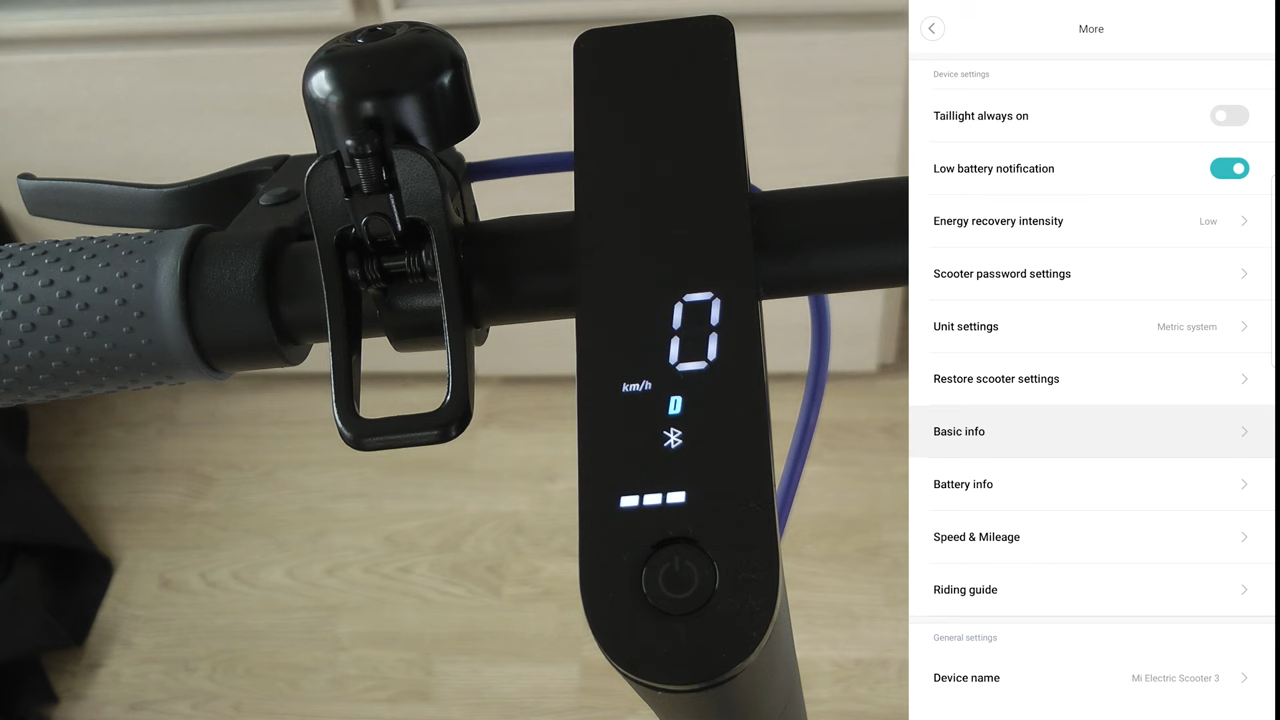 0
km/h
D
More
Device settings
Taillight always on
Low battery notification
Energy recovery intensity Low
Scooter password settings
Unit settings Metric system
Restore scooter settings
Basic info
Battery info
Speed & Mileage
Riding guide
General settings
Device name Mi Electric Scooter 3